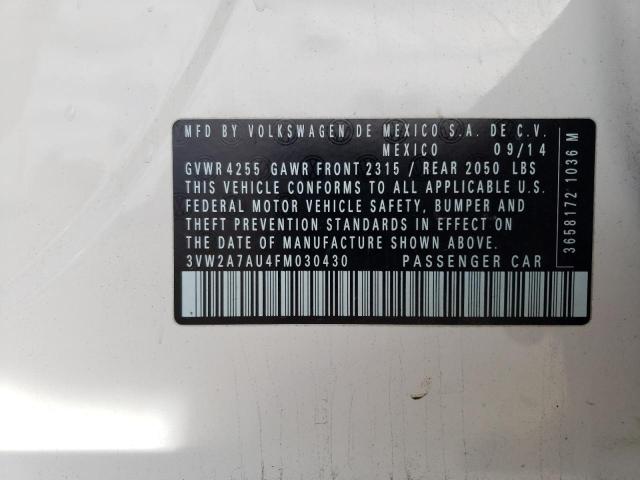 MFD BY VOLKSWAGEN DE MEXICO S.A. DE C.V.
MEXICO 09/14
GVWR 4255 GAWR FRONT 2315 / REAR 2050 LBS
THIS VEHICLE CONFORMS TO ALL APPLICABLE U.S.
FEDERAL MOTOR VEHICLE SAFETY, BUMPER AND
THEFT PREVENTION STANDARDS IN EFFECT ON
THE DATE OF MANUFACTURE SHOWN ABOVE.
3VW2A7AU4FM030430 PASSENGER CAR
3658172 1036 M